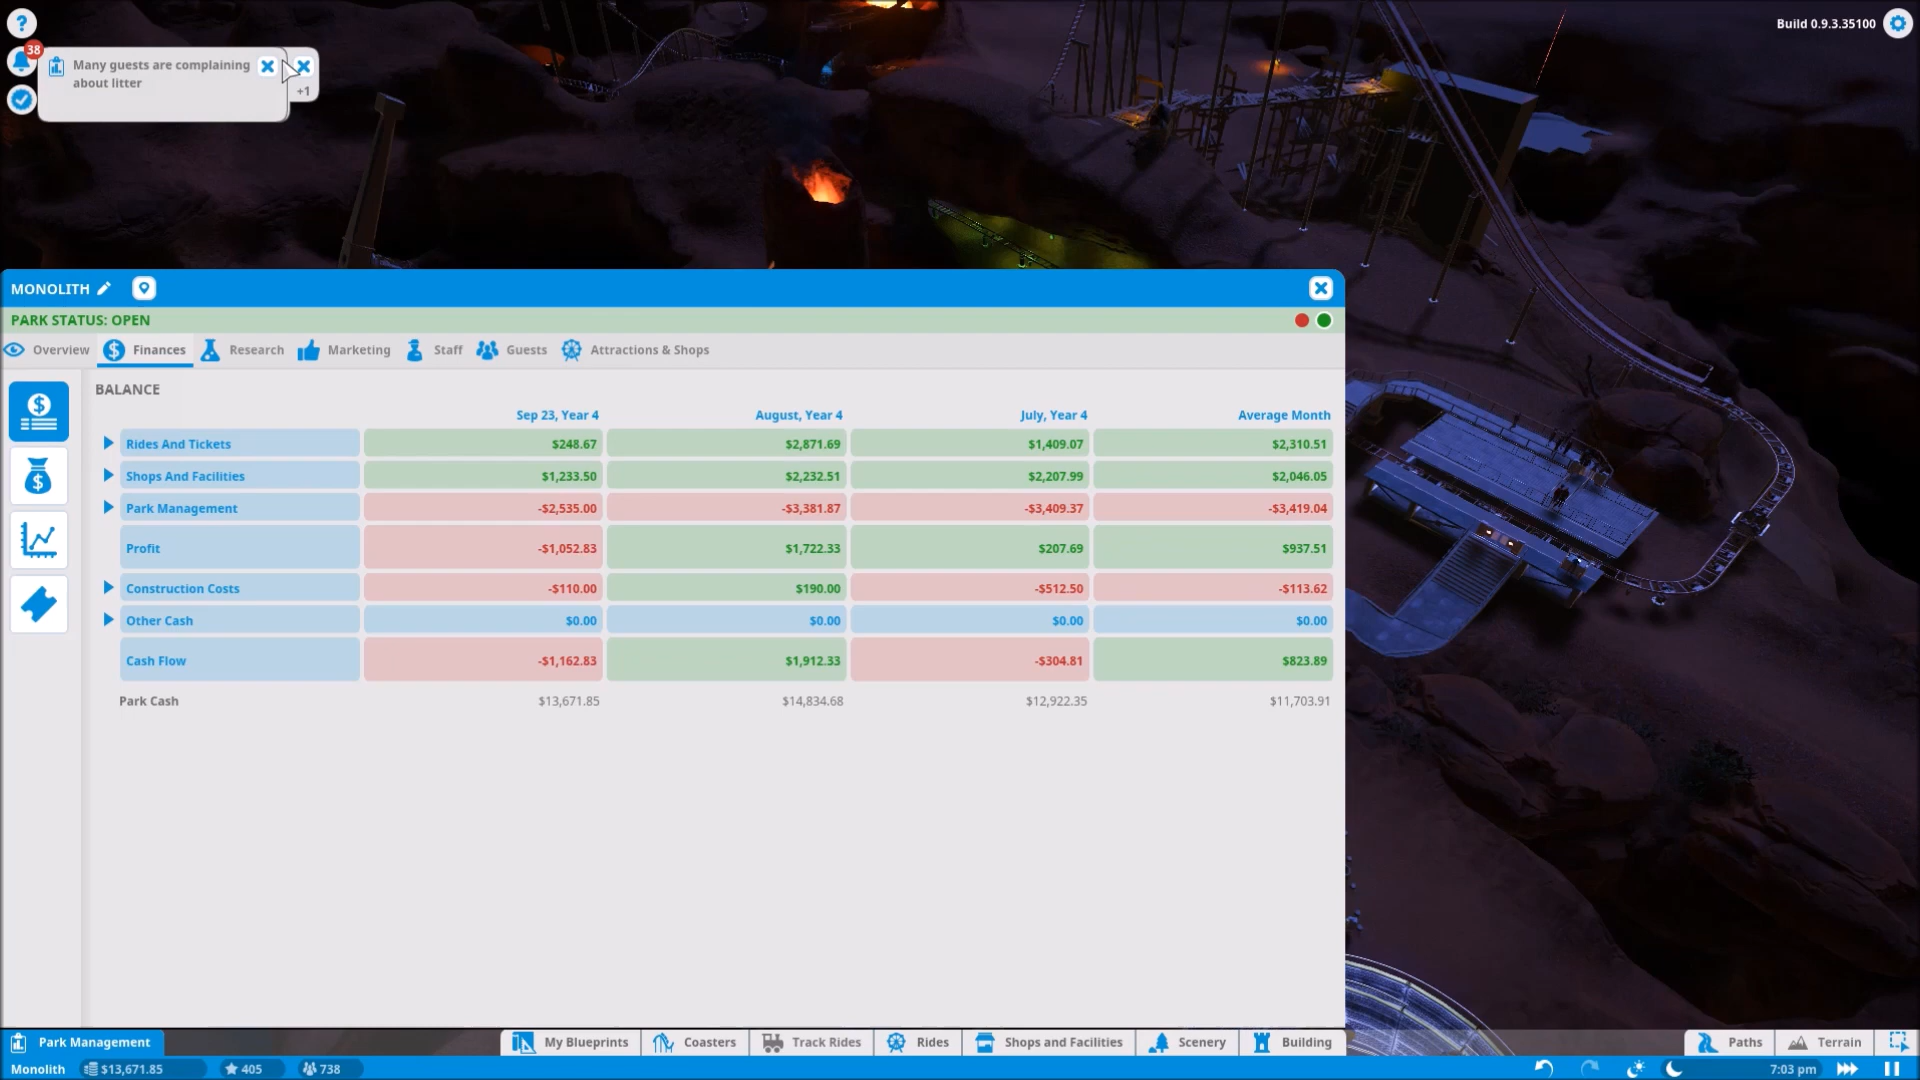 ?
Build 0.9.3.35100
38
Many guests are complaining
about litter
+1
MONOLITH
PARK STATUS: OPEN
Overview Finances Research Marketing Staff Guests Attractions & Shops
BALANCE
Sep 23, Year 4 August, Year 4 July, Year 4 Average Month
Rides And Tickets $248.67 $2,871.69 $1,409.07 $2,310.51
Shops And Facilities $1,233.50 $2,232.51 $2,207.99 $2,046.05
Park Management -$2,535.00 -$3,381.87 -$3,409.37 -$3,419.04
Profit -$1,052.83 $1,722.33 $207.69 $937.51
Construction Costs -$110.00 $190.00 -$512.50 -$113.62
Other Cash $0.00 $0.00 $0.00 $0.00
Cash Flow -$1,162.83 $1,912.33 -$304.81 $823.89
Park Cash $13,671.85 $14,834.68 $12,922.35 $11,703.91
Park Management My Blueprints Coasters Track Rides Rides Shops and Facilities Scenery Building Paths Terrain
Monolith $13,671.85 405 738 7:03 pm